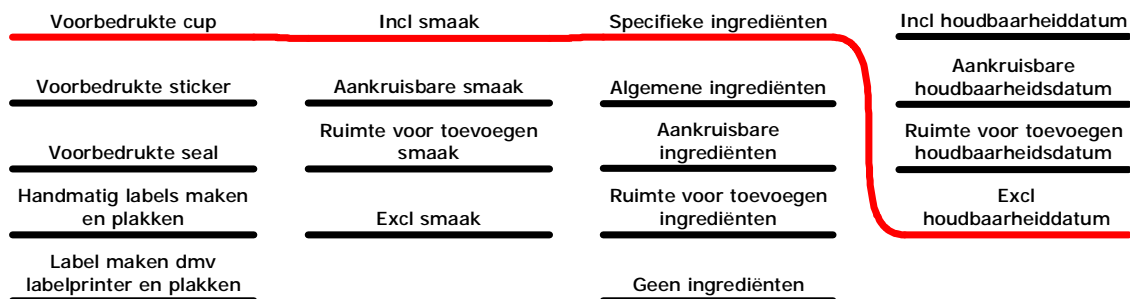 Voorbedrukte cup
Incl smaak
Specifieke ingrediënten
Incl houdbaarheiddatum
Voorbedrukte sticker
Aankruisbare smaak
Algemene ingrediënten
Aankruisbare
houdbaarheidsdatum
Voorbedrukte seal
Ruimte voor toevoegen
smaak
Aankruisbare
ingrediënten
Ruimte voor toevoegen
houdbaarheidsdatum
Handmatig labels maken
en plakken
Excl smaak
Ruimte voor toevoegen
ingrediënten
Excl
houdbaarheiddatum
Label maken dmv
labelprinter en plakken
Geen ingrediënten